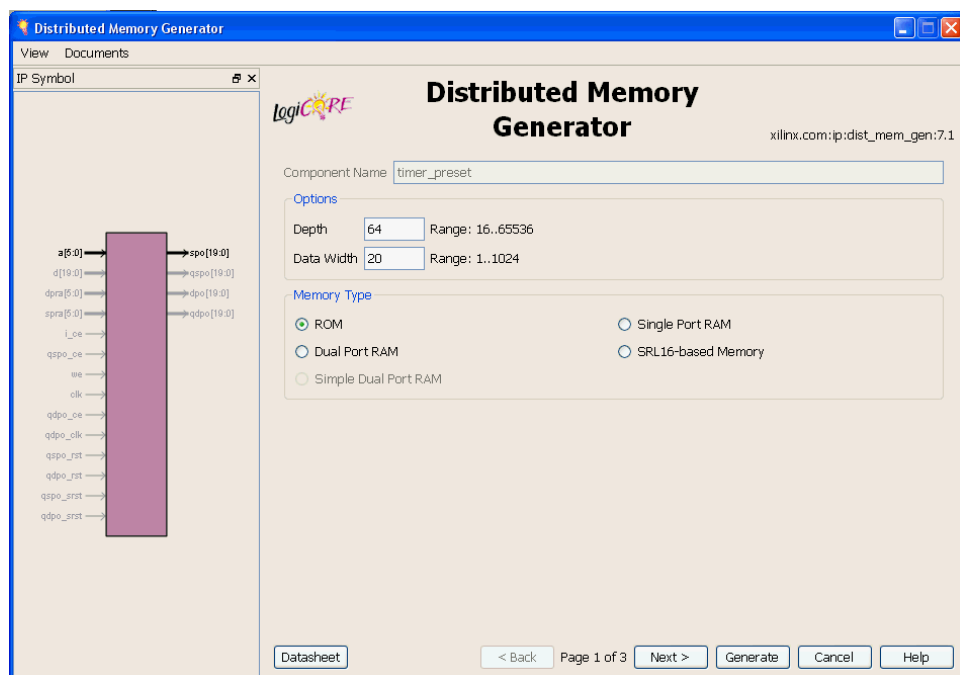 Distributed Memory Generator
View Documents
IP Symbol
a[5:0]
d[19:0]
dpra[5:0]
spra[5:0]
i_ce
qspo_ce
we
clk
qdpo_ce
qdpo_clk
qspo_rst
qdpo_rst
qspo_srst
qdpo_srst
spo[19:0]
qspo[19:0]
dpo[19:0]
qdpo[19:0]
logiCORE
Distributed Memory
Generator
xilinx.com:ip:dist_mem_gen:7.1
Component Name timer_preset
Options
Depth 64 Range: 16..65536
Data Width 20 Range: 1..1024
Memory Type
ROM Single Port RAM
Dual Port RAM SRL16-based Memory
Simple Dual Port RAM
Datasheet < Back Page 1 of 3 Next > Generate Cancel Help